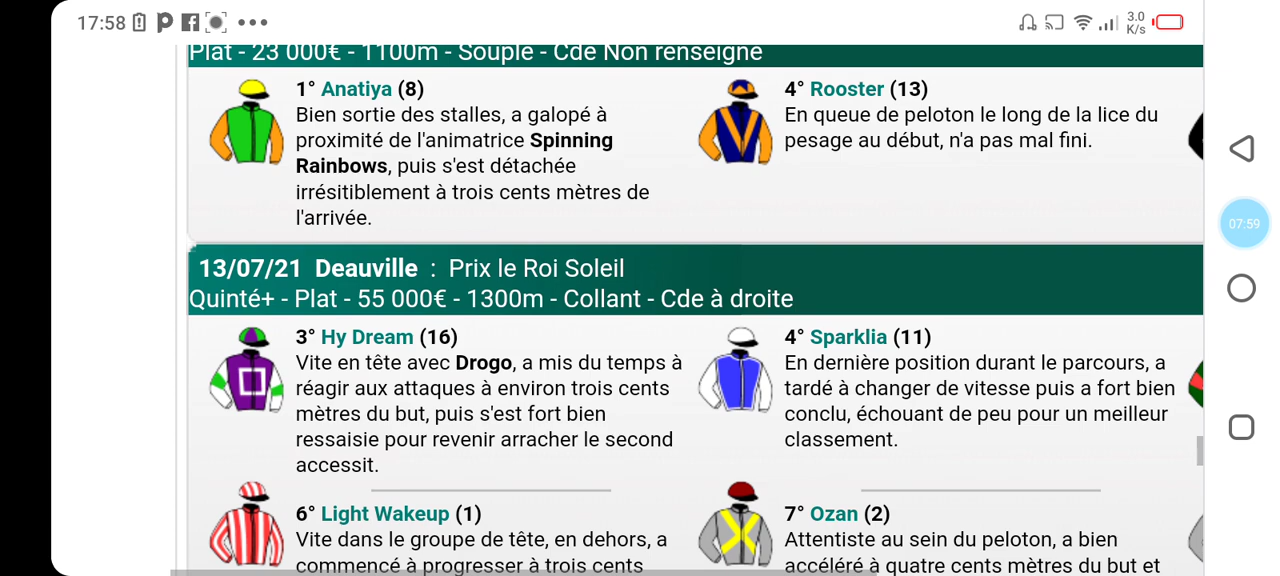 17:58
3.0
K/s
Plat - 23 000€ - 1100m - Souple - Cde Non renseigné
1° Anatiya (8)
Bien sortie des stalles, a galopé à
proximité de l'animatrice Spinning
Rainbows, puis s'est détachée
irrésitiblement à trois cents mètres de
l'arrivée.
4° Rooster (13)
En queue de peloton le long de la lice du
pesage au début, n'a pas mal fini.
07:59
13/07/21 Deauville : Prix le Roi Soleil
Quinté+ - Plat - 55 000€ - 1300m - Collant - Cde à droite
3° Hy Dream (16)
Vite en tête avec Drogo, a mis du temps à
réagir aux attaques à environ trois cents
mètres du but, puis s'est fort bien
ressaisie pour revenir arracher le second
accessit.
4° Sparklia (11)
En dernière position durant le parcours, a
tardé à changer de vitesse puis a fort bien
conclu, échouant de peu pour un meilleur
classement.
6° Light Wakeup (1)
Vite dans le groupe de tête, en dehors, a
commencé à progresser à trois cents
7° Ozan (2)
Attentiste au sein du peloton, a bien
accéléré à quatre cents mètres du but et